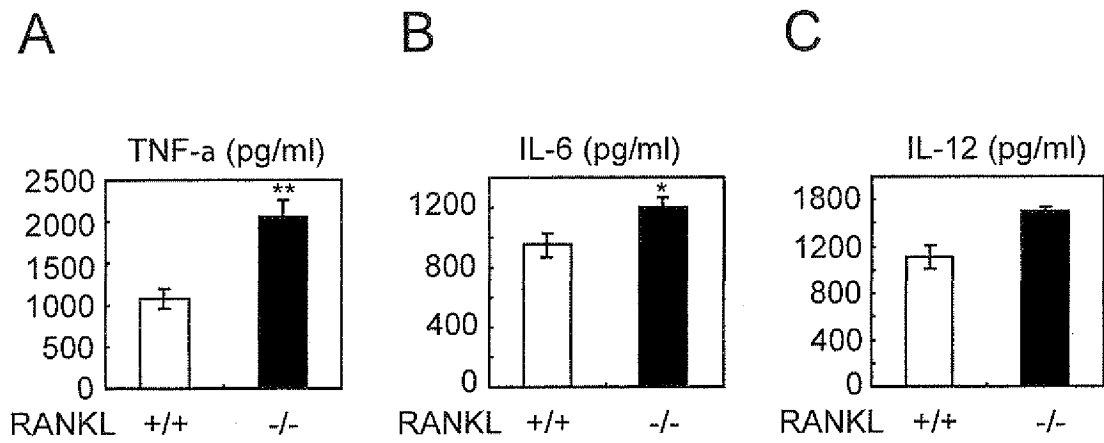 A
B
C
TNF-a (pg/ml)
2500
2000
1000
500
0
**
RANKL +/+ -/-
IL-6 (pg/ml)
1200
800
400
0
*
RANKL +/+ -/-
IL-12 (pg/ml)
1800
1200
800
400
0
RANKL +/+ -/-